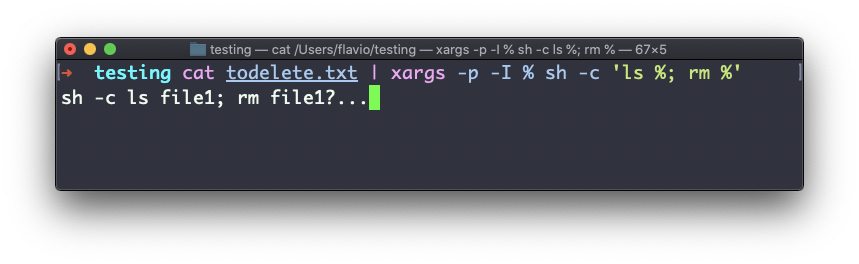 testing — cat /Users/flavio/testing — xargs -p -I % sh -c ls %; rm % — 67×5
➜ testing cat todelete.txt | xargs -p -I % sh -c 'ls %; rm %'
sh -c ls file1; rm file1?...